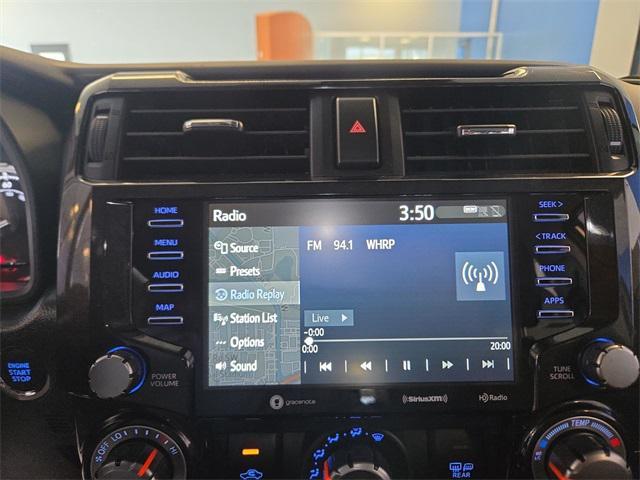 HOME
MENU
AUDIO
MAP
SEEK >
< TRACK
PHONE
APPS
Radio
3:50
Source
Presets
Radio Replay
Station List
Options
Sound
FM 94.1 WHRP
Live
-0:00
0:00
20:00
ENGINE
START
STOP
POWER
VOLUME
TUNE
SCROLL
gracenote
SiriusXM
HD Radio
LO
HI
TEMP
REAR